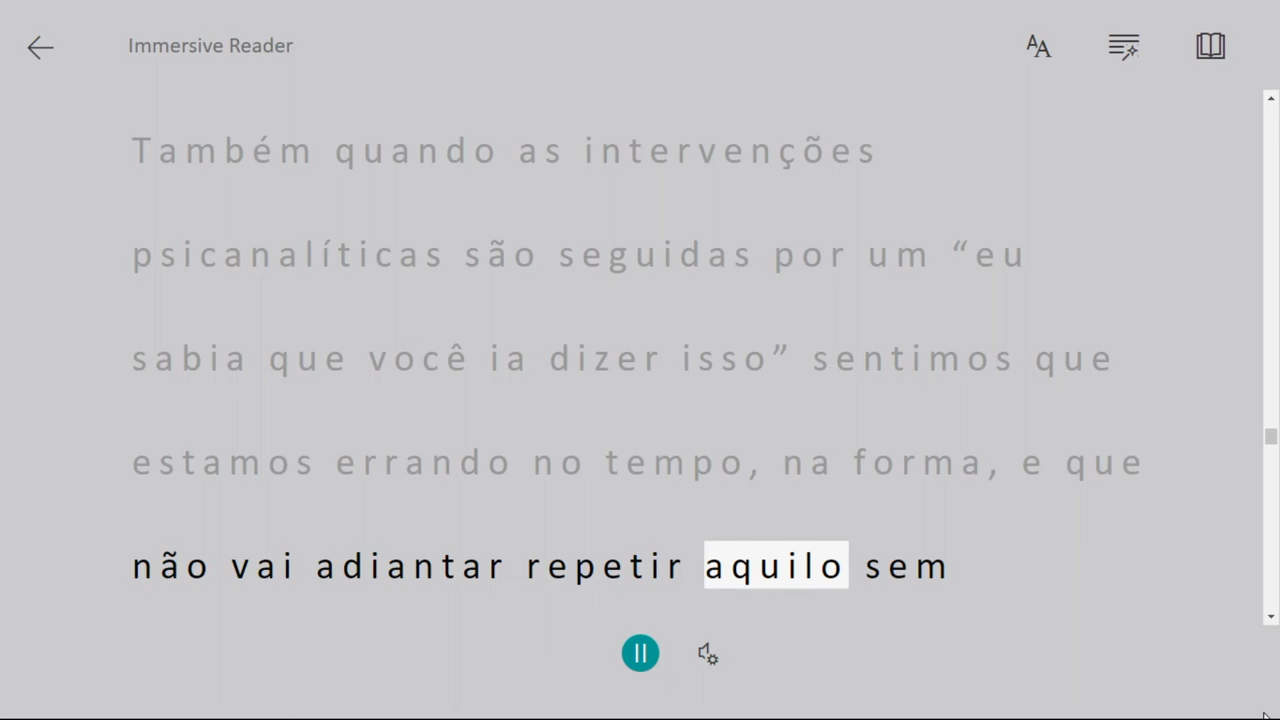 Immersive Reader
Também quando as intervenções
psicanalíticas são seguidas por um “eu
sabia que você ia dizer isso” sentimos que
estamos errando no tempo, na forma, e que
não vai adiantar repetir aquilo sem